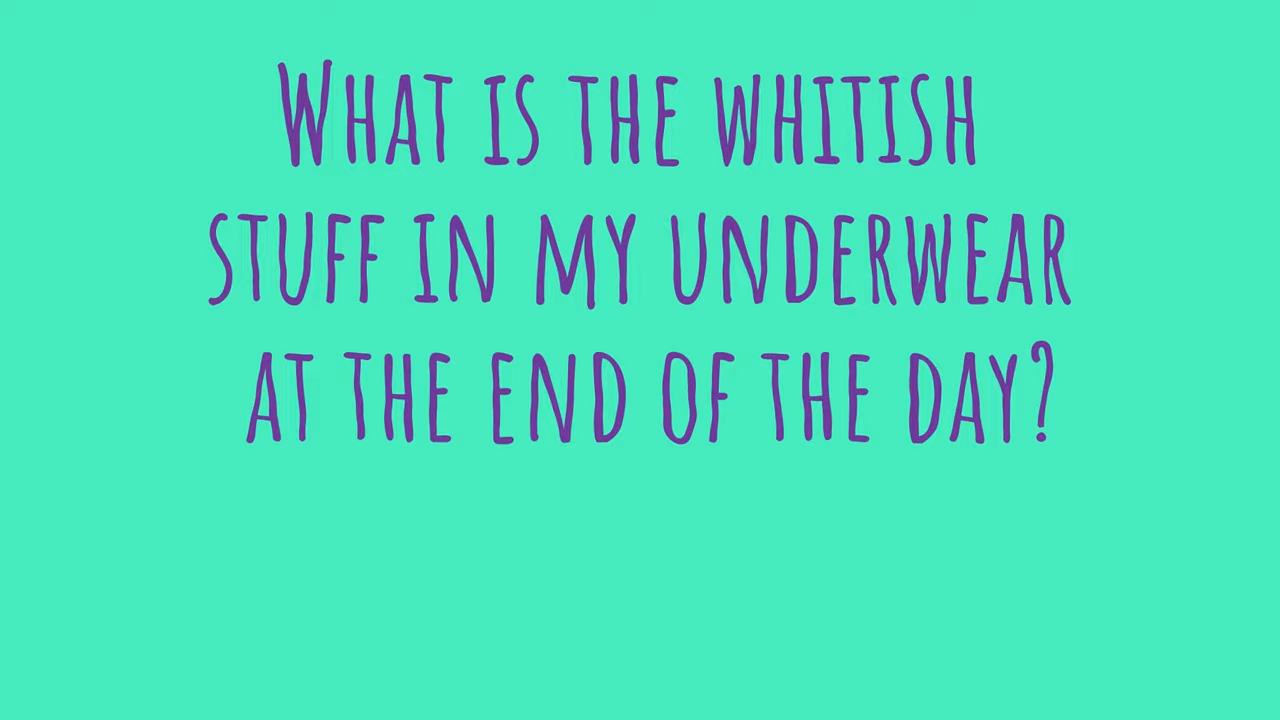 What is the whitish
stuff in my underwear
at the end of the day?